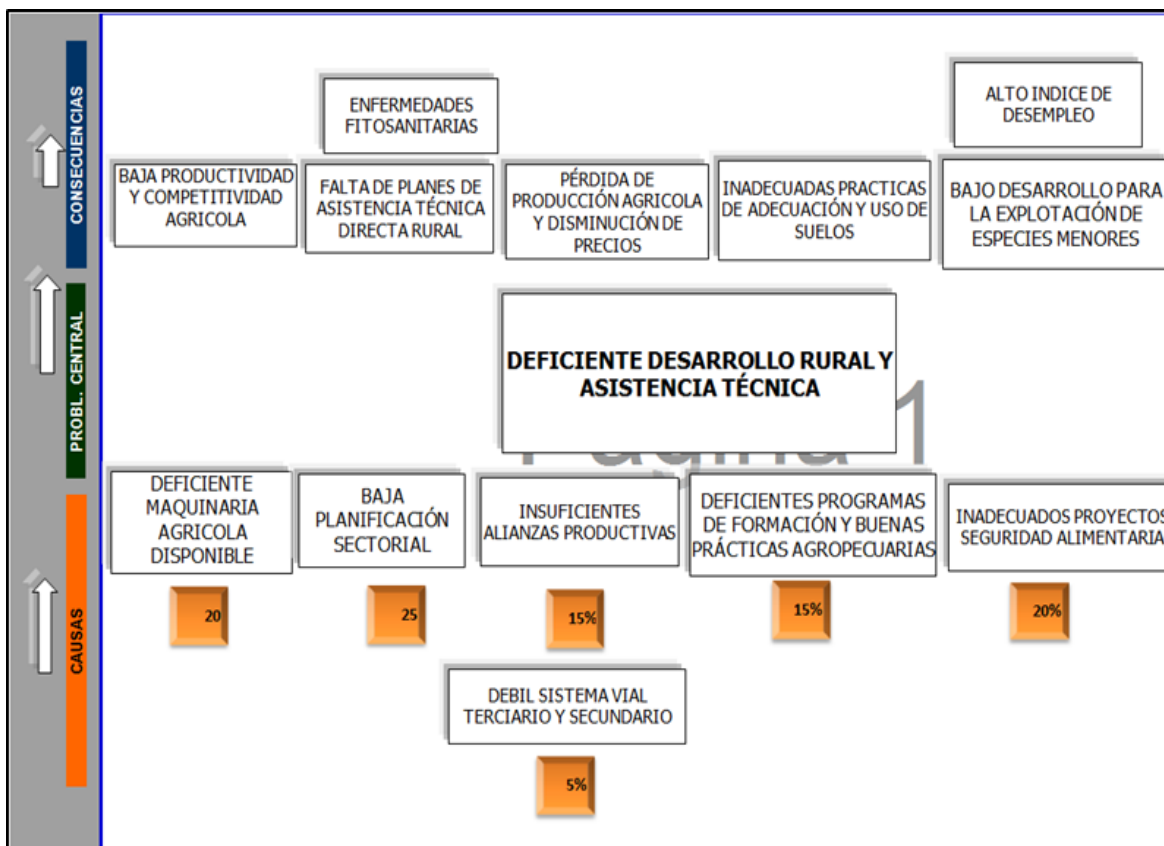 CONSECUENCIAS
ENFERMEDADES
FITOSANITARIAS
ALTO INDICE DE
DESEMPLEO
BAJA PRODUCTIVIDAD
Y COMPETITIVIDAD
AGRICOLA
FALTA DE PLANES DE
ASISTENCIA TÉCNICA
DIRECTA RURAL
PÉRDIDA DE
PRODUCCIÓN AGRICOLA
Y DISMINUCIÓN DE
PRECIOS
INADECUADAS PRACTICAS
DE ADECUACIÓN Y USO DE
SUELOS
BAJO DESARROLLO PARA
LA EXPLOTACIÓN DE
ESPECIES MENORES
PROBL. CENTRAL
DEFICIENTE DESARROLLO RURAL Y
ASISTENCIA TÉCNICA
Página 1
CAUSAS
DEFICIENTE
MAQUINARIA
AGRICOLA
DISPONIBLE
BAJA
PLANIFICACIÓN
SECTORIAL
INSUFICIENTES
ALIANZAS PRODUCTIVAS
DEFICIENTES PROGRAMAS
DE FORMACIÓN Y BUENAS
PRÁCTICAS AGROPECUARIAS
INADECUADOS PROYECTOS
SEGURIDAD ALIMENTARIA
20
25
15%
15%
20%
DEBIL SISTEMA VIAL
TERCIARIO Y SECUNDARIO
5%